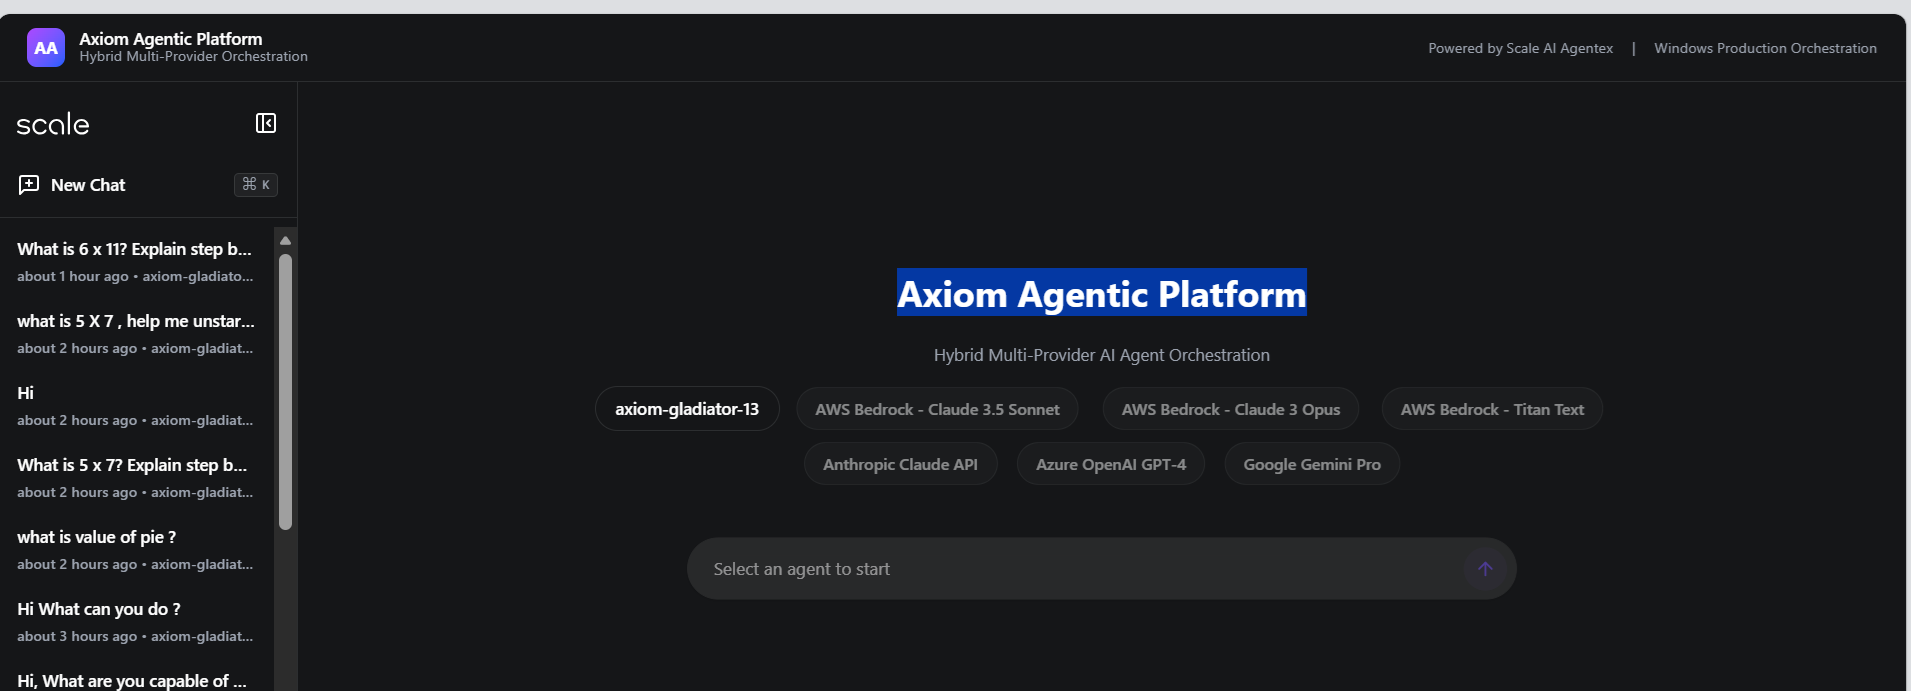 AA
Axiom Agentic Platform
Hybrid Multi-Provider Orchestration
Powered by Scale AI Agentex | Windows Production Orchestration
scale
New Chat
⌘ K
What is 6 x 11? Explain step b...
about 1 hour ago • axiom-gladiato...
what is 5 X 7 , help me unstar...
about 2 hours ago • axiom-gladiat...
Hi
about 2 hours ago • axiom-gladiat...
What is 5 x 7? Explain step b...
about 2 hours ago • axiom-gladiat...
what is value of pie ?
about 2 hours ago • axiom-gladiat...
Hi What can you do ?
about 3 hours ago • axiom-gladiat...
Hi, What are you capable of ...
Axiom Agentic Platform
Hybrid Multi-Provider AI Agent Orchestration
axiom-gladiator-13
AWS Bedrock - Claude 3.5 Sonnet
AWS Bedrock - Claude 3 Opus
AWS Bedrock - Titan Text
Anthropic Claude API
Azure OpenAI GPT-4
Google Gemini Pro
Select an agent to start